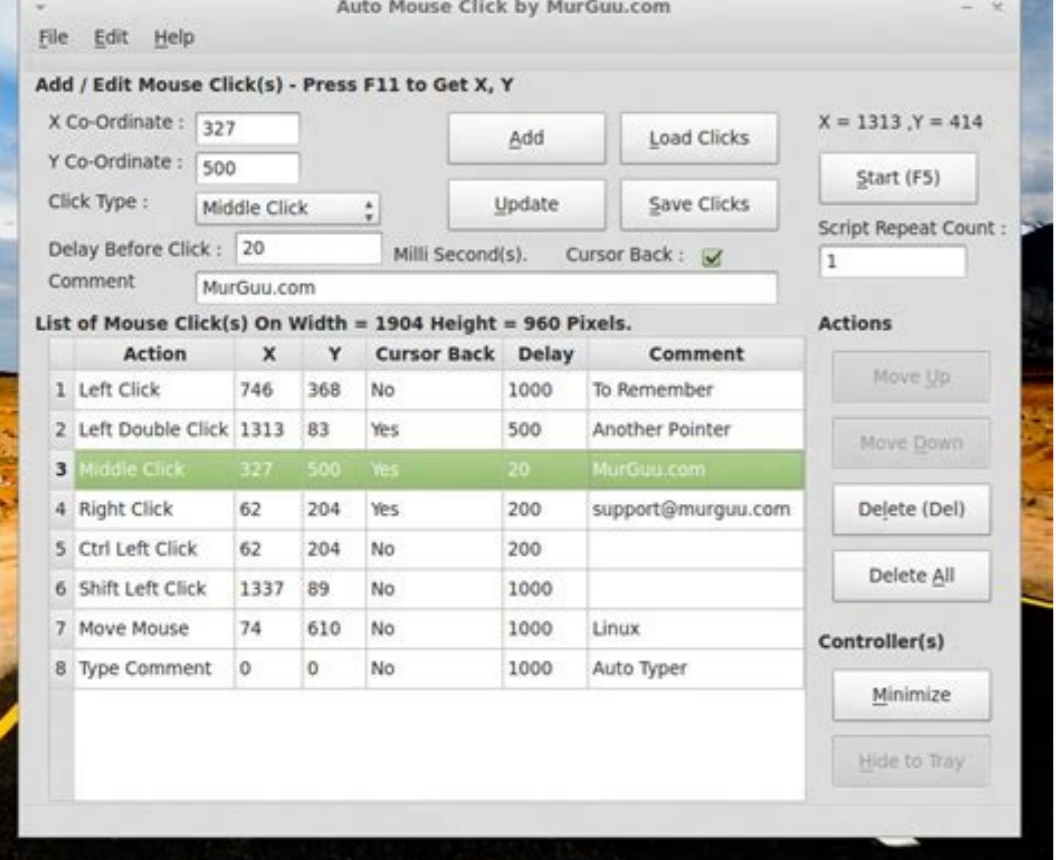 Auto Mouse Click by MurGuu.com
File Edit Help
Add / Edit Mouse Click(s) - Press F11 to Get X, Y
X Co-Ordinate : 327
Y Co-Ordinate : 500
Click Type : Middle Click
Delay Before Click : 20 Milli Second(s). Cursor Back :
Comment MurGuu.com
Add Load Clicks
Update Save Clicks
X = 1313 ,Y = 414
Start (F5)
Script Repeat Count :
1
List of Mouse Click(s) On Width = 1904 Height = 960 Pixels.
Action X Y Cursor Back Delay Comment
1 Left Click 746 368 No 1000 To Remember
2 Left Double Click 1313 83 Yes 500 Another Pointer
3 Middle Click 327 500 Yes 20 MurGuu.com
4 Right Click 62 204 Yes 200 support@murguu.com
5 Ctrl Left Click 62 204 No 200
6 Shift Left Click 1337 89 No 1000
7 Move Mouse 74 610 No 1000 Linux
8 Type Comment 0 0 No 1000 Auto Typer
Actions
Move Up
Move Down
Delete (Del)
Delete All
Controller(s)
Minimize
Hide to Tray